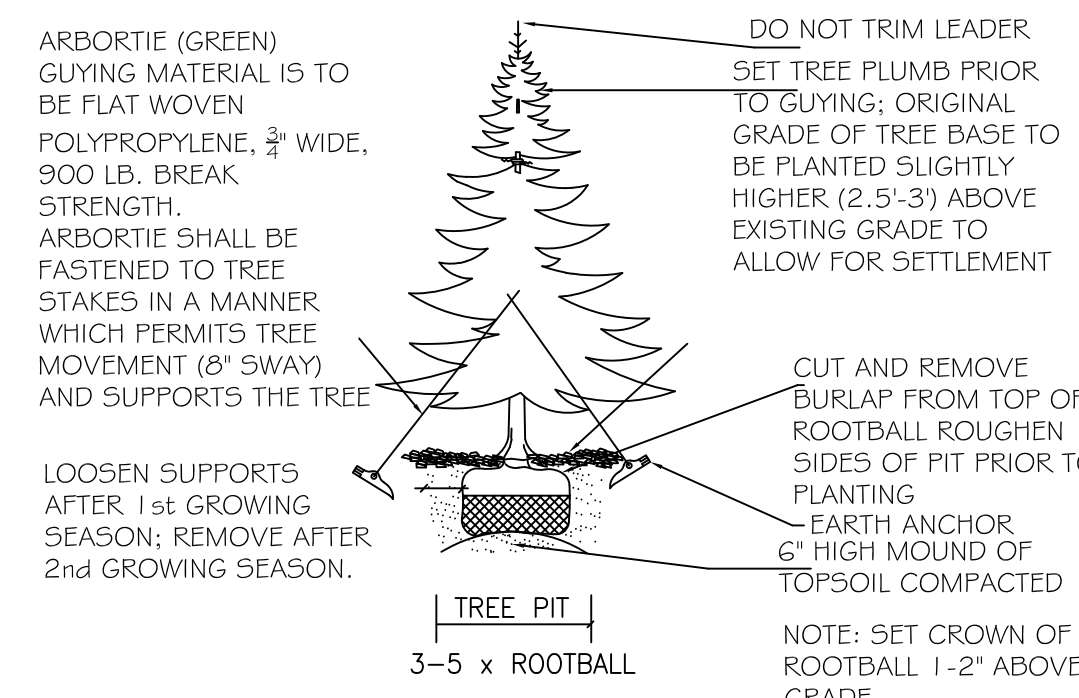 ARBORTIE (GREEN)
GUYING MATERIAL IS TO
BE FLAT WOVEN
POLYPROPYLENE, 3/4" WIDE,
900 LB. BREAK
STRENGTH.
ARBORTIE SHALL BE
FASTENED TO TREE
STAKES IN A MANNER
WHICH PERMITS TREE
MOVEMENT (8" SWAY)
AND SUPPORTS THE TREE
LOOSEN SUPPORTS
AFTER 1st GROWING
SEASON; REMOVE AFTER
2nd GROWING SEASON.
DO NOT TRIM LEADER
SET TREE PLUMB PRIOR
TO GUYING; ORIGINAL
GRADE OF TREE BASE TO
BE PLANTED SLIGHTLY
HIGHER (2.5'-3') ABOVE
EXISTING GRADE TO
ALLOW FOR SETTLEMENT
CUT AND REMOVE
BURLAP FROM TOP OF
ROOTBALL ROUGHEN
SIDES OF PIT PRIOR TO
PLANTING
EARTH ANCHOR
6" HIGH MOUND OF
TOPSOIL COMPACTED
NOTE: SET CROWN OF
ROOTBALL 1-2" ABOVE
GRADE
TREE PIT
3-5 x ROOTBALL